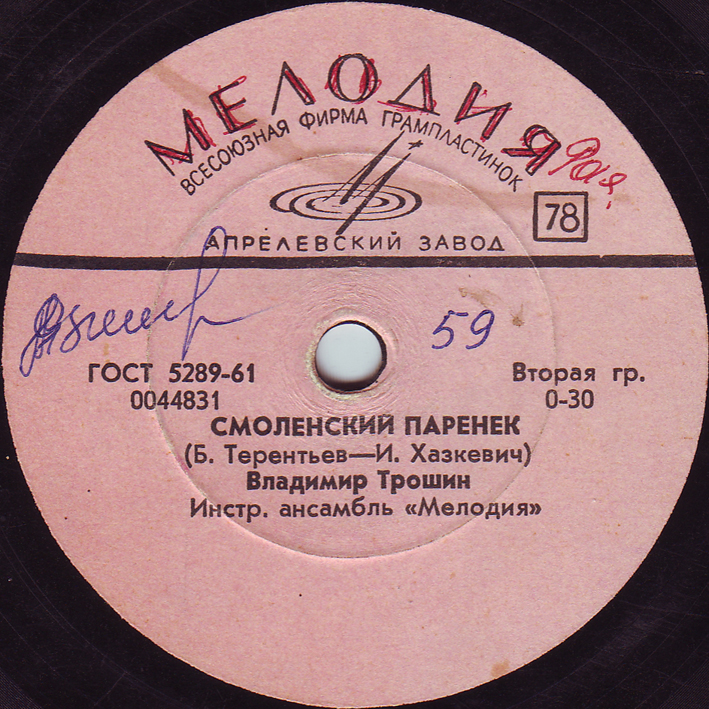 МЕЛОДИЯ
ВСЕСОЮЗНАЯ ФИРМА ГРАМПЛАСТИНОК
78
АПРЕЛЕВСКИЙ ЗАВОД
59
ГОСТ 5289-61
Вторая гр.
0044831
0-30
СМОЛЕНСКИЙ ПАРЕНЕК
(Б. Терентьев—И. Хазкевич)
Владимир Трошин
Инстр. ансамбль «Мелодия»